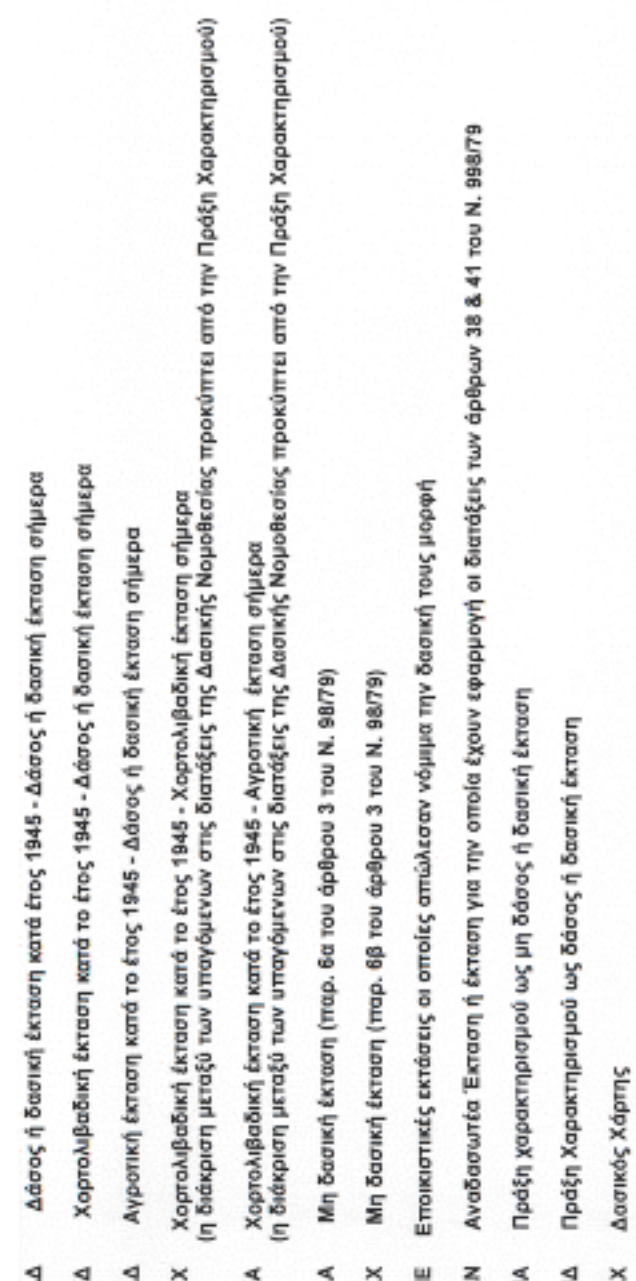 Δ Δάσος ή δασική έκταση κατά έτος 1945 - Δάσος ή δασική έκταση σήμερα
Δ Χορτολιβαδική έκταση κατά το έτος 1945 - Δάσος ή δασική έκταση σήμερα
Δ Αγροτική έκταση κατά το έτος 1945 - Δάσος ή δασική έκταση σήμερα
Χ Χορτολιβαδική έκταση κατά το έτος 1945 - Χορτολιβαδική έκταση σήμερα
(η διάκριση μεταξύ των υπαγόμενων στις διατάξεις της Δασικής Νομοθεσίας προκύπτει από την Πράξη Χαρακτηρισμού)
Α Χορτολιβαδική έκταση κατά το έτος 1945 - Αγροτική έκταση σήμερα
(η διάκριση μεταξύ των υπαγόμενων στις διατάξεις της Δασικής Νομοθεσίας προκύπτει από την Πράξη Χαρακτηρισμού)
Α Μη δασική έκταση (παρ. 6α του άρθρου 3 του Ν. 98/79)
Χ Μη δασική έκταση (παρ. 6β του άρθρου 3 του Ν. 98/79)
Ε Εποικιστικές εκτάσεις οι οποίες απώλεσαν νόμιμα την δασική τους μορφή
Ν Αναδασωτέα Έκταση ή έκταση για την οποία έχουν εφαρμογή οι διατάξεις των άρθρων 38 & 41 του Ν. 998/79
Α Πράξη χαρακτηρισμού ως μη δάσος ή δασική έκταση
Δ Πράξη Χαρακτηρισμού ως δάσος ή δασική έκταση
Χ Δασικός Χάρτης